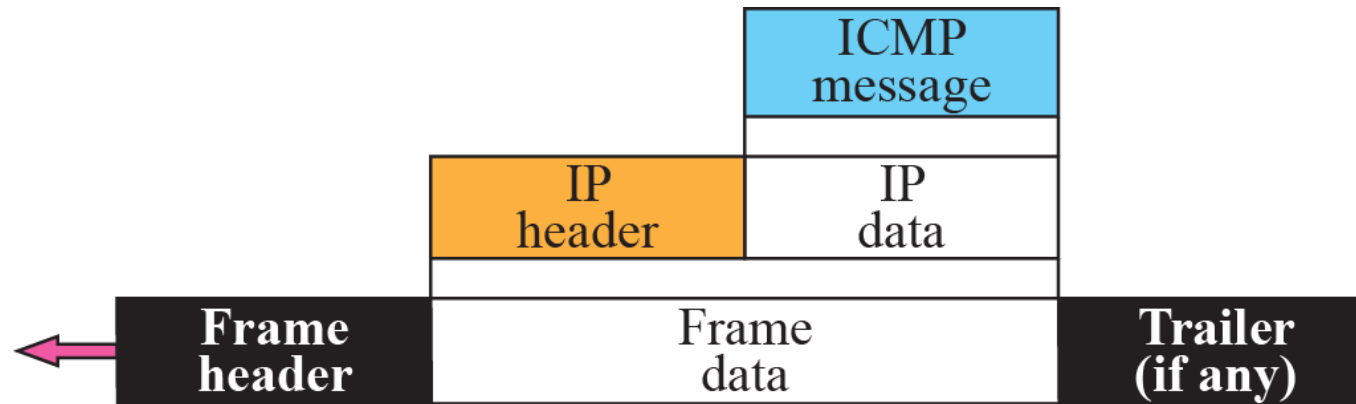 ICMP
message
IP
header
IP
data
Frame
header
Frame
data
Trailer
(if any)